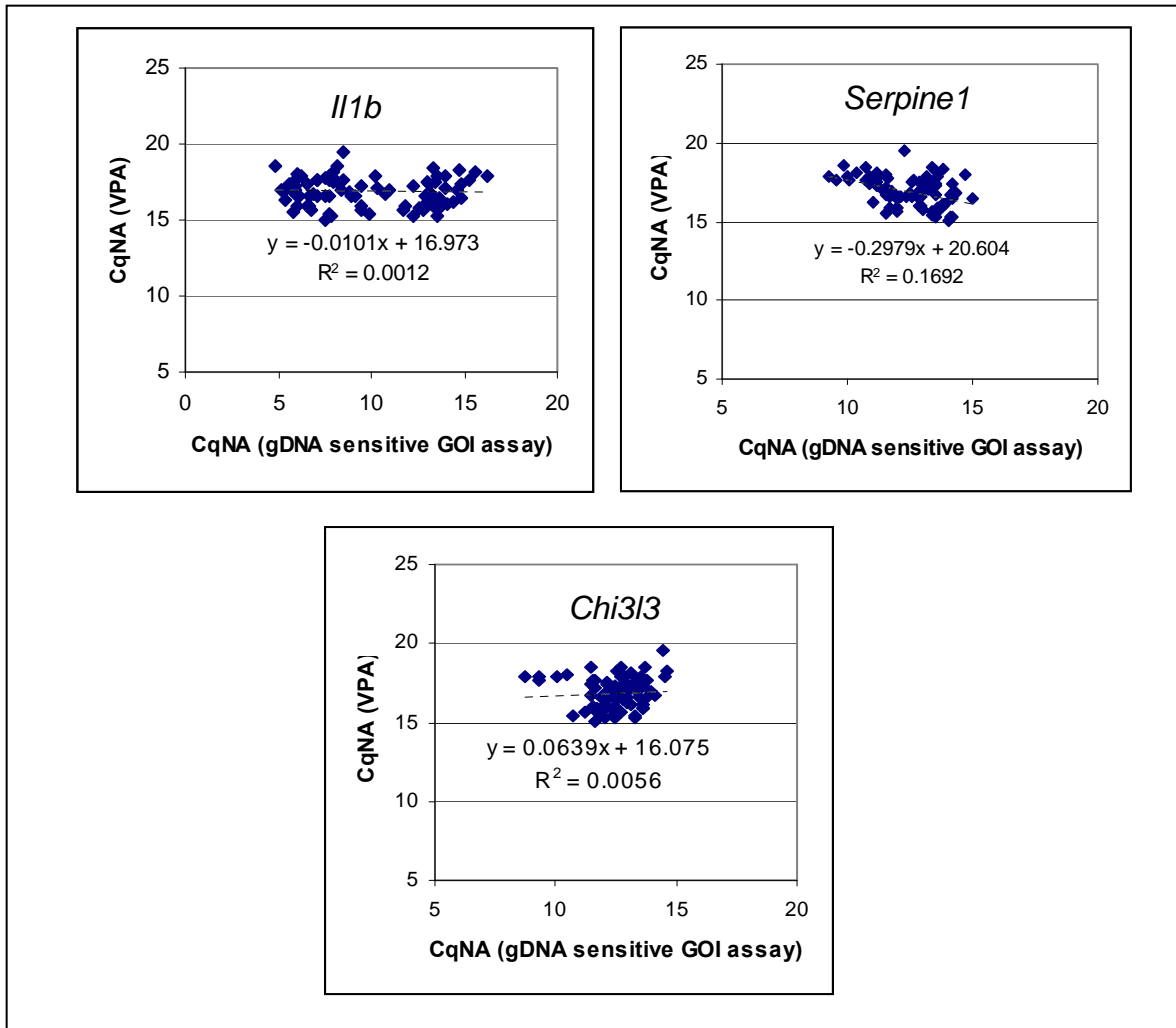 Il1b
25
20
15
10
5
0 5 10 15 20
CqNA (VPA)
y = -0.0101x + 16.973
R² = 0.0012
CqNA (gDNA sensitive GOI assay)
Serpine1
25
20
15
10
5
5 10 15 20
CqNA (VPA)
y = -0.2979x + 20.604
R² = 0.1692
CqNA (gDNA sensitive GOI assay)
Chi3l3
25
20
15
10
5
5 10 15 20
CqNA (VPA)
y = 0.0639x + 16.075
R² = 0.0056
CqNA (gDNA sensitive GOI assay)